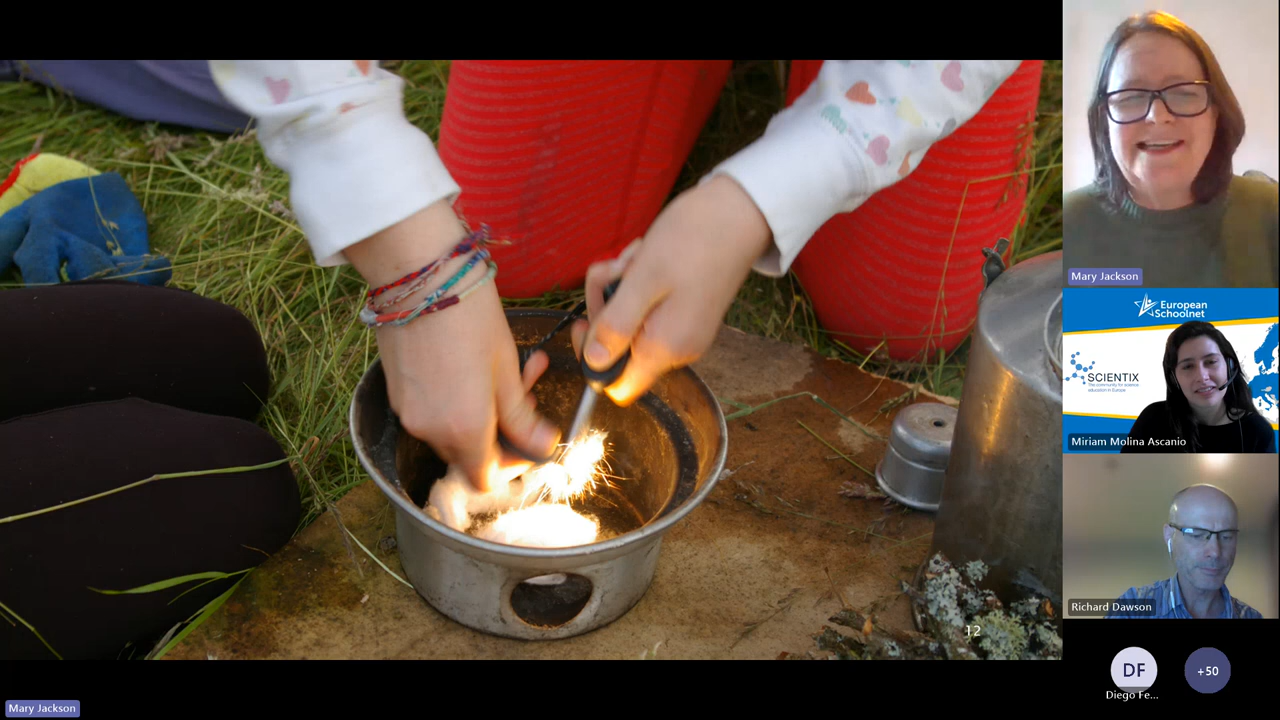 12
Mary Jackson
Mary Jackson
European
Schoolnet
SCIENTIX
The community for science
education in Europe
Miriam Molina Ascanio
Richard Dawson
DF
Diego Fe...
+50